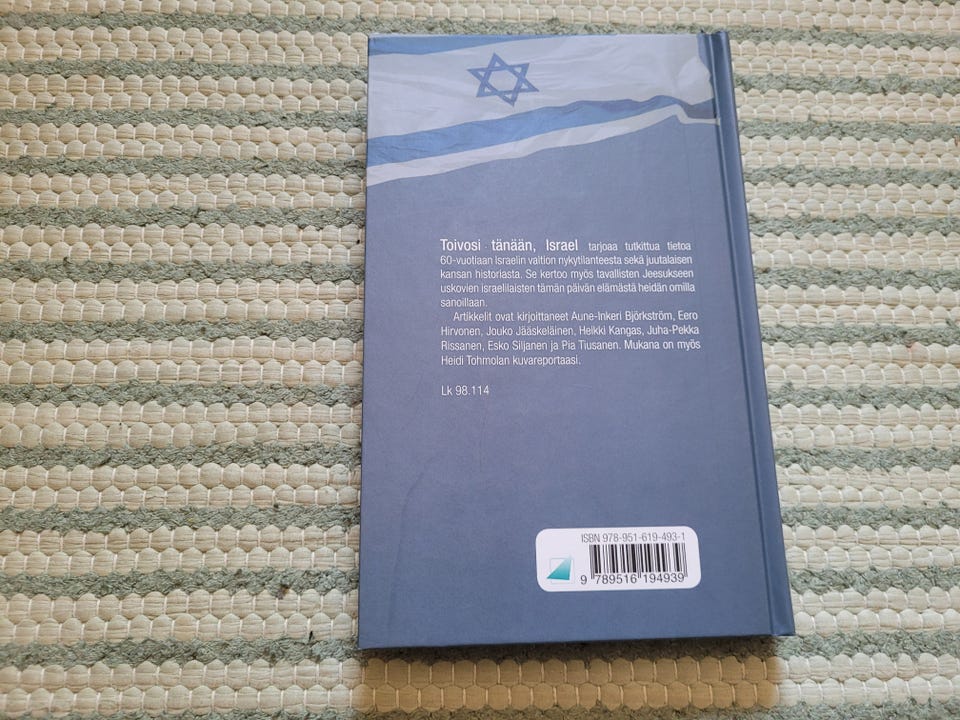 Toivosi tänään, Israel tarjoaa tutkittua tietoa
60-vuotiaan Israelin valtion nykytilanteesta sekä juutalaisen
kansan historiasta. Se kertoo myös tavallisten Jeesukseen
uskovien israelilaisten tämän päivän elämästä heidän omilla
sanoillaan.
Artikkelit ovat kirjoittaneet Aune-Inkeri Björkström, Eero
Hirvonen, Jouko Jääskeläinen, Heikki Kangas, Juha-Pekka
Rissanen, Esko Siljanen ja Pia Tiusanen. Mukana on myös
Heidi Tohmolan kuvareportaasi.
Lk 98.114
ISBN 978-951-619-493-1
9 789516 194939